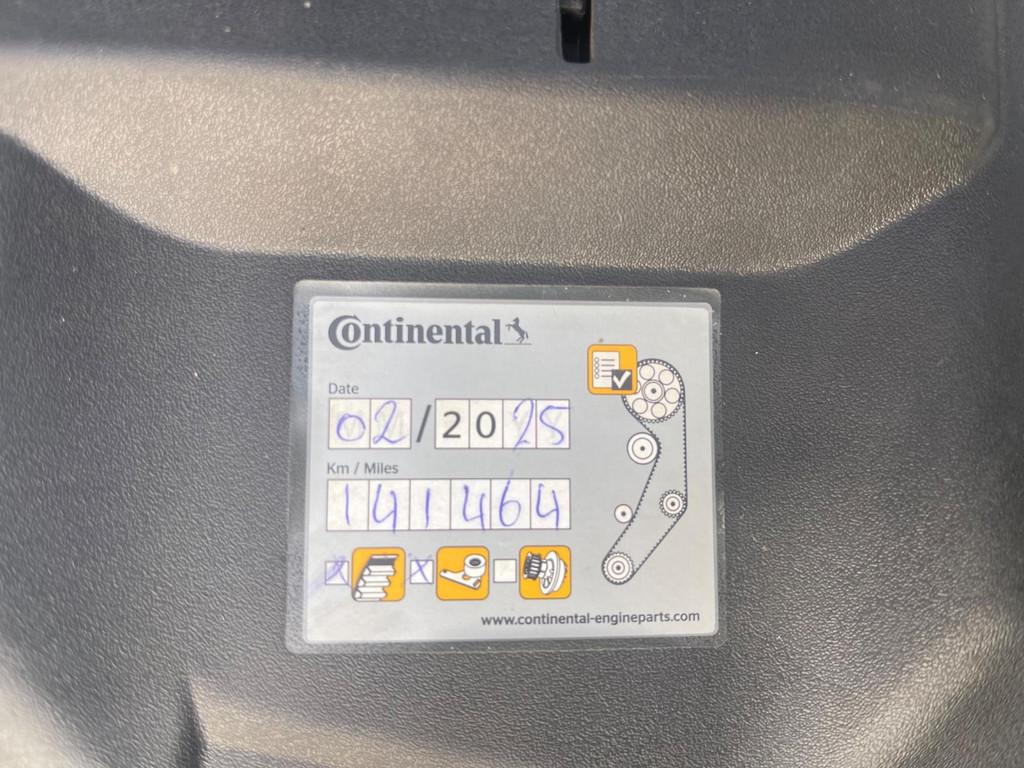 Continental
Date
02/2025
Km / Miles
141464
www.continental-engineparts.com